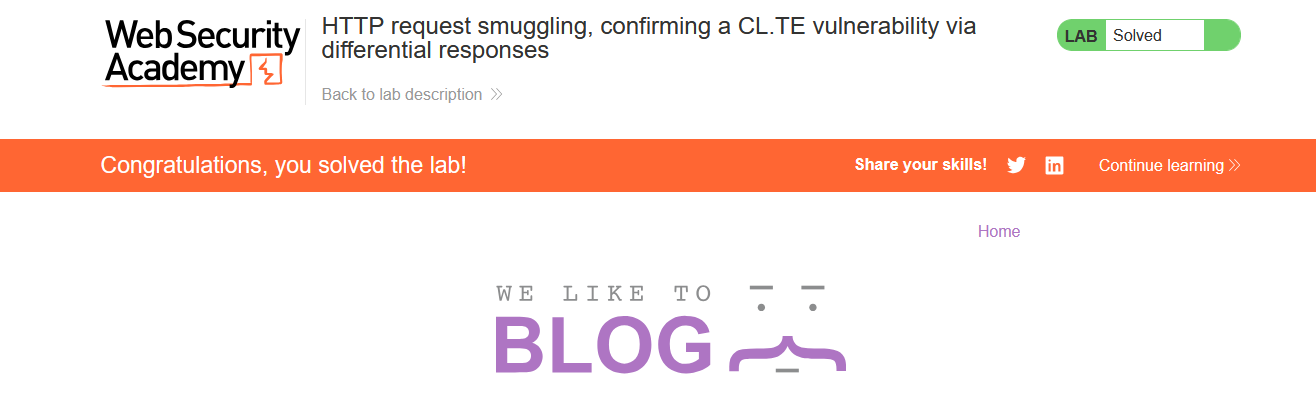 Web Security
Academy
HTTP request smuggling, confirming a CL.TE vulnerability via
differential responses
Back to lab description
LAB Solved
Congratulations, you solved the lab!
Share your skills!
Continue learning
Home
WE LIKE TO
BLOG